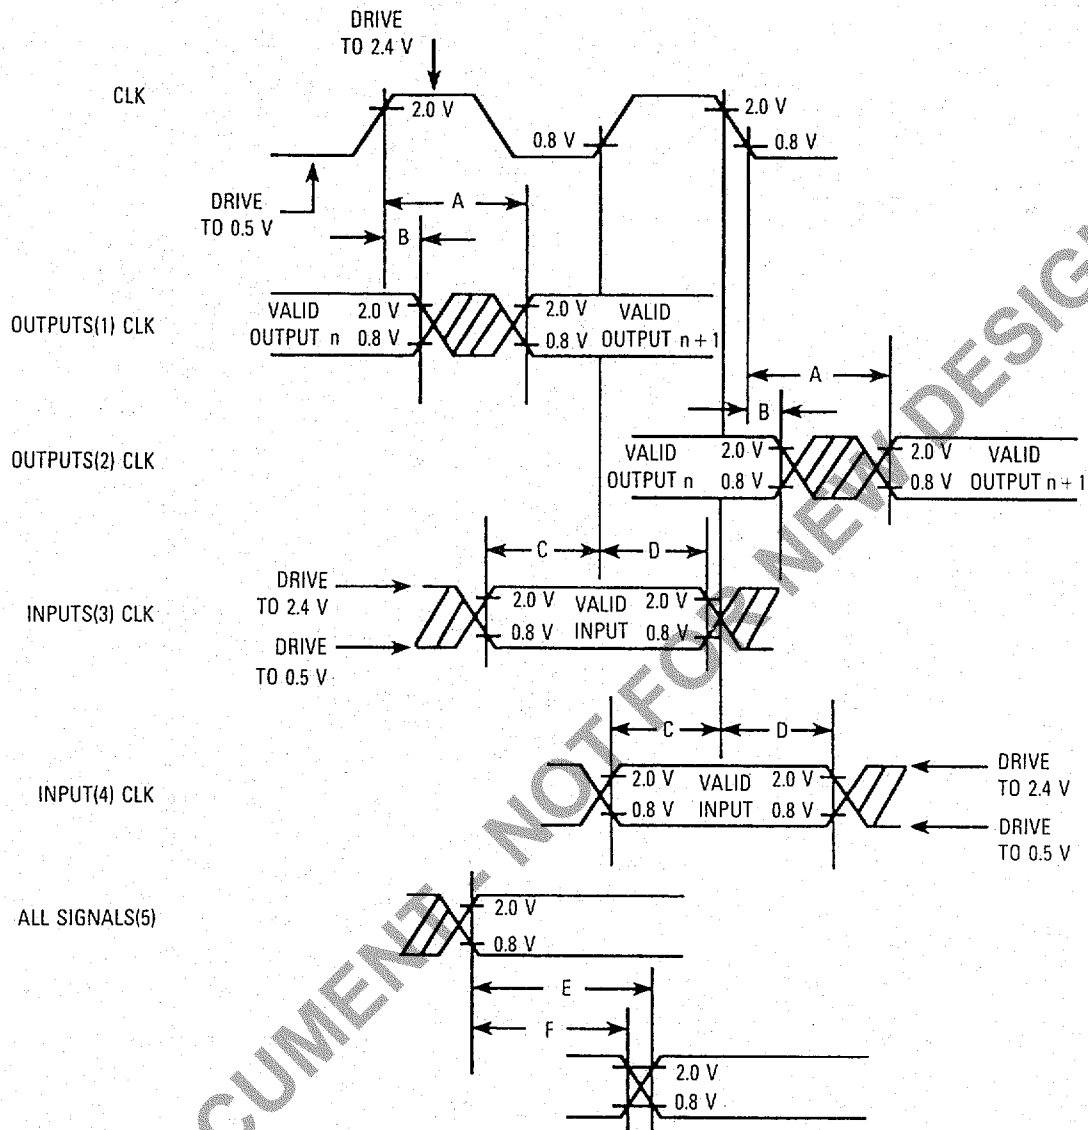 DRIVE
TO 2.4 V
CLK
2.0 V
2.0 V
0.8 V
0.8 V
DRIVE
TO 0.5 V
A
B
OUTPUTS(1) CLK
VALID
OUTPUT n
2.0 V
0.8 V
2.0 V
0.8 V
VALID
OUTPUT n + 1
A
B
OUTPUTS(2) CLK
VALID
OUTPUT n
2.0 V
0.8 V
2.0 V
0.8 V
VALID
OUTPUT n + 1
C
D
INPUTS(3) CLK
DRIVE
TO 2.4 V
DRIVE
TO 0.5 V
2.0 V
0.8 V
VALID
INPUT
2.0 V
0.8 V
C
D
INPUT(4) CLK
2.0 V
0.8 V
VALID
INPUT
2.0 V
0.8 V
DRIVE
TO 2.4 V
DRIVE
TO 0.5 V
ALL SIGNALS(5)
2.0 V
0.8 V
E
F
2.0 V
0.8 V
CUMENT - NOT FOR NEW DESIGN